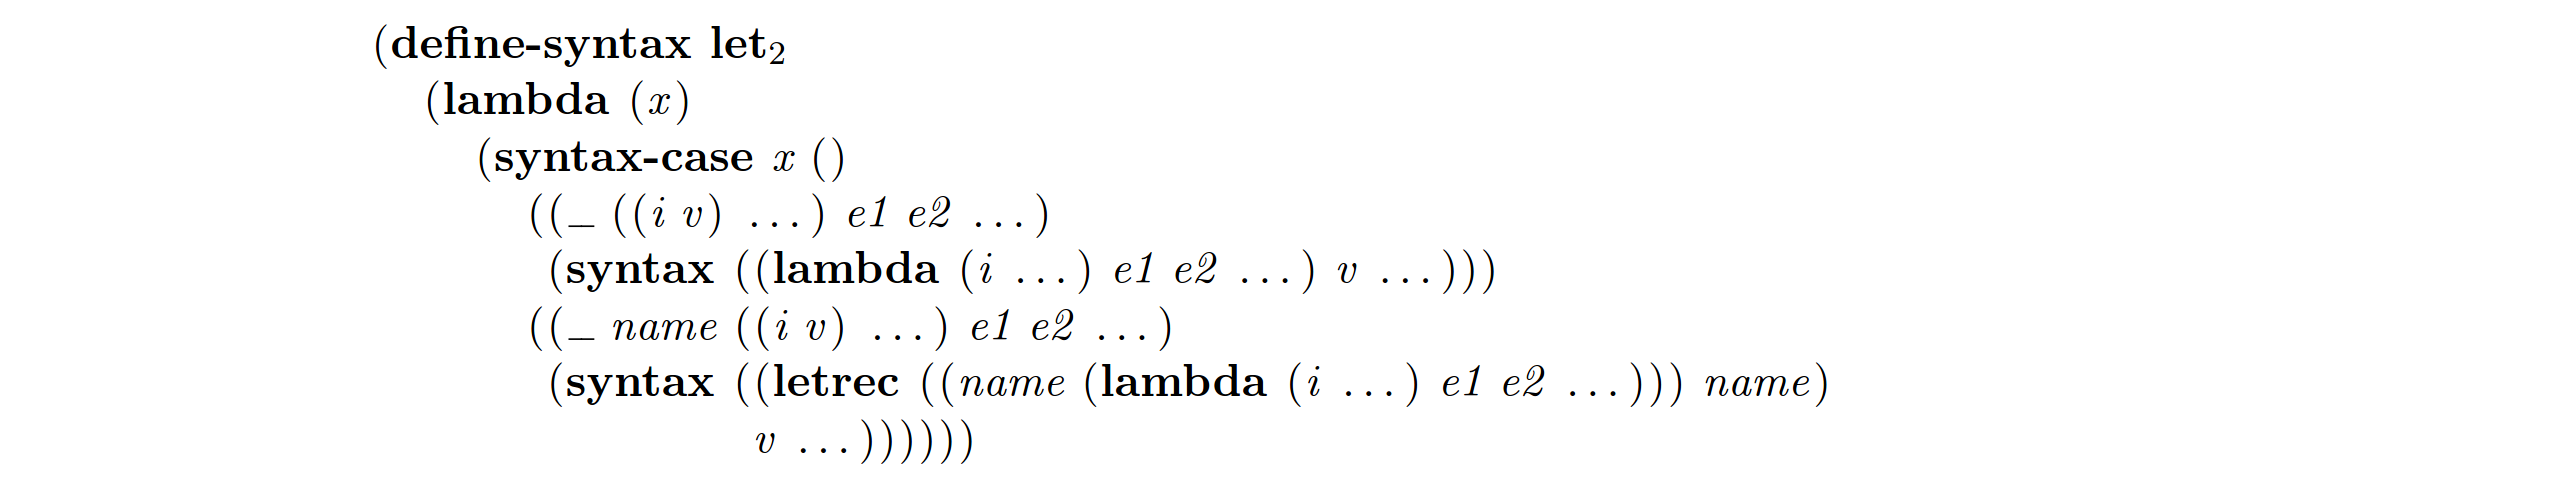 (define-syntax let₂
(lambda (x)
(syntax-case x ()
((_ ((i v) ...) e1 e2 ...)
(syntax ((lambda (i ...) e1 e2 ...) v ...)))
((_ name ((i v) ...) e1 e2 ...)
(syntax ((letrec ((name (lambda (i ...) e1 e2 ...))) name)
v ...))))))